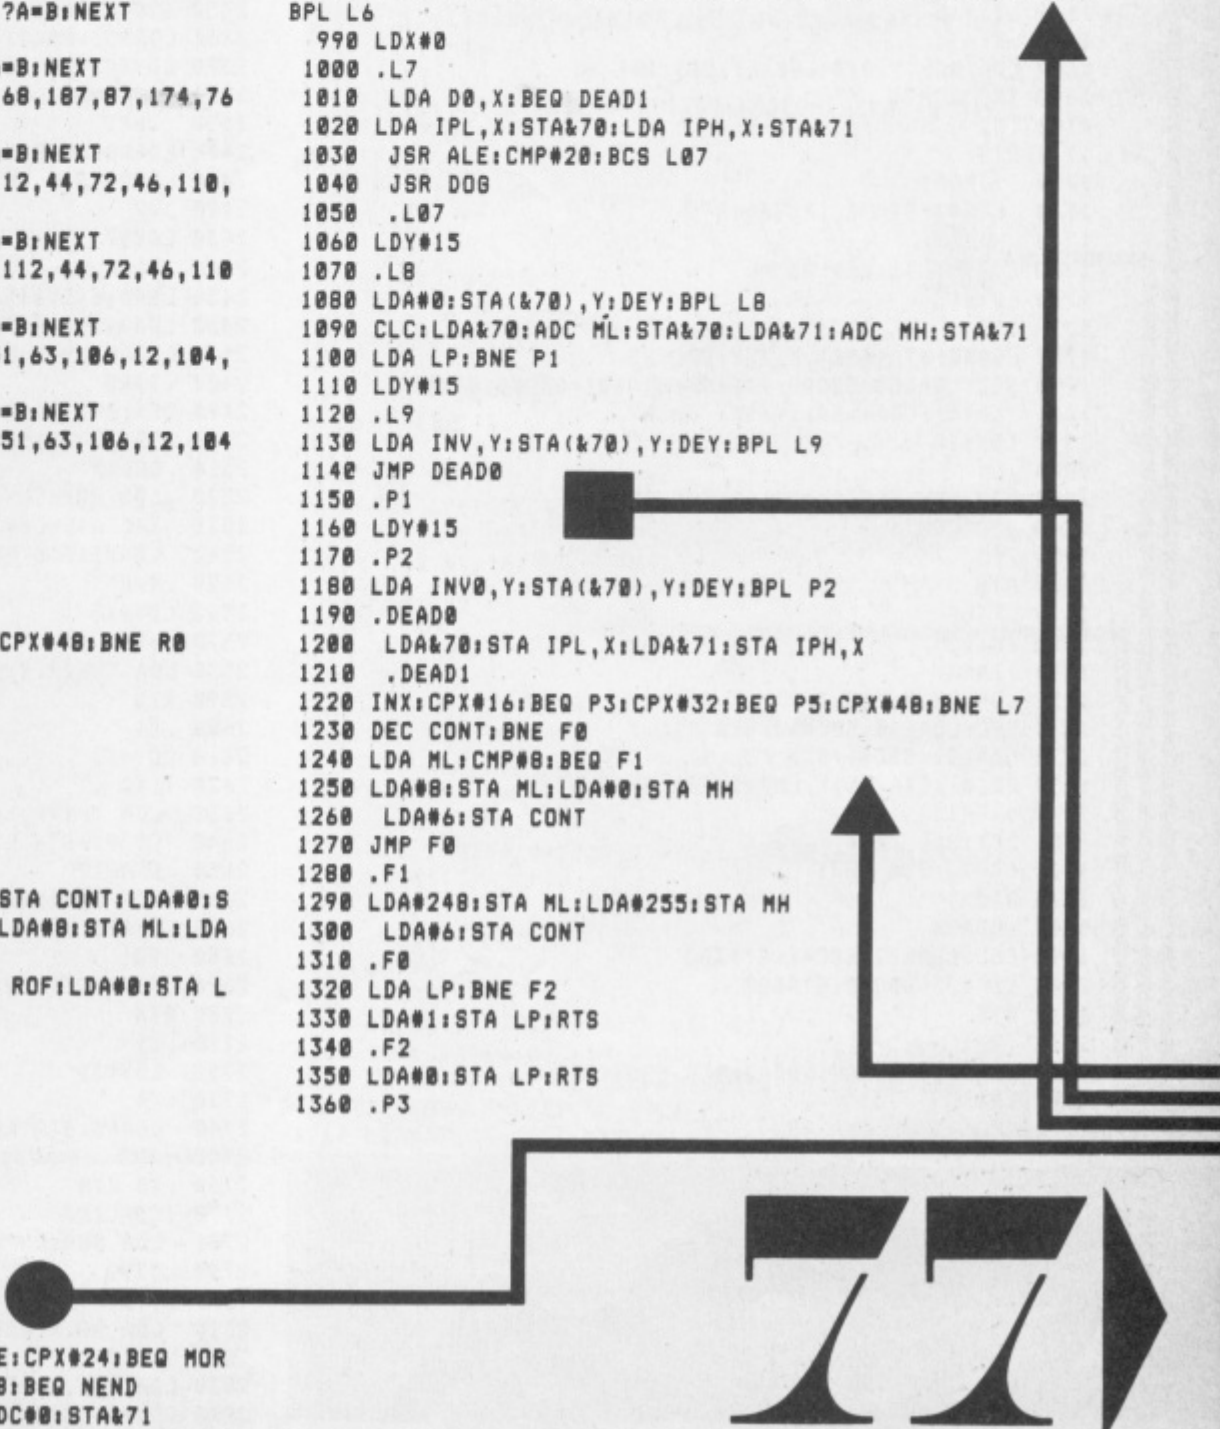 ?A=B:NEXT
=B:NEXT
68,187,87,174,76
=B:NEXT
12,44,72,46,110,
=B:NEXT
112,44,72,46,110
=B:NEXT
1,63,106,12,104,
=B:NEXT
51,63,106,12,104
CPX#48:BNE R0
STA CONT:LDA#0:S
LDA#8:STA ML:LDA
ROF:LDA#0:STA L
E:CPX#24:BEQ MOR
8:BEQ NEND
DC#0:STA&71
BPL L6
990 LDX#0
1000 .L7
1010 LDA D0,X:BEQ DEAD1
1020 LDA IPL,X:STA&70:LDA IPH,X:STA&71
1030 JSR ALE:CMP#20:BCS L07
1040 JSR DOG
1050 .L07
1060 LDY#15
1070 .L8
1080 LDA#0:STA(&70),Y:DEY:BPL L8
1090 CLC:LDA&70:ADC ML:STA&70:LDA&71:ADC MH:STA&71
1100 LDA LP:BNE P1
1110 LDY#15
1120 .L9
1130 LDA INV,Y:STA(&70),Y:DEY:BPL L9
1140 JMP DEAD0
1150 .P1
1160 LDY#15
1170 .P2
1180 LDA INV0,Y:STA(&70),Y:DEY:BPL P2
1190 .DEAD0
1200 LDA&70:STA IPL,X:LDA&71:STA IPH,X
1210 .DEAD1
1220 INX:CPX#16:BEQ P3:CPX#32:BEQ P5:CPX#48:BNE L7
1230 DEC CONT:BNE F0
1240 LDA ML:CMP#8:BEQ F1
1250 LDA#8:STA ML:LDA#0:STA MH
1260 LDA#6:STA CONT
1270 JMP F0
1280 .F1
1290 LDA#248:STA ML:LDA#255:STA MH
1300 LDA#6:STA CONT
1310 .F0
1320 LDA LP:BNE F2
1330 LDA#1:STA LP:RTS
1340 .F2
1350 LDA#0:STA LP:RTS
1360 .P3
77